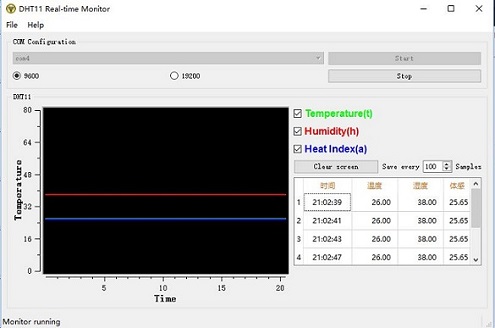 DHT11 Real-time Monitor
File Help
COM Configuration
com4 Start
9600 19200 Stop
DHT11
Temperature(t)
Humidity(h)
Heat Index(a)
Clear screen Save every 100 Samples
时间 温度 湿度 体感
1 21:02:39 26.00 38.00 25.65
2 21:02:41 26.00 38.00 25.65
3 21:02:43 26.00 38.00 25.65
4 21:02:47 26.00 38.00 25.65
Temperature
80
64
48
32
16
0
5 10 15 20
Time
Monitor running